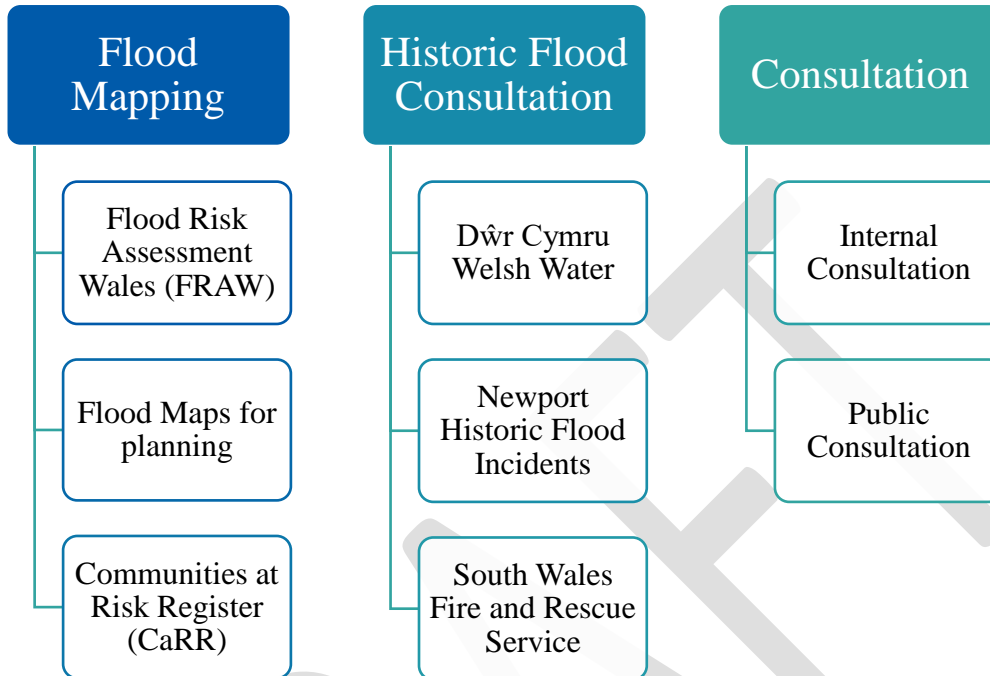 Flood
Mapping
Flood Risk
Assessment
Wales (FRAW)
Flood Maps for
planning
Communities at
Risk Register
(CaRR)
Historic Flood
Consultation
Dŵr Cymru
Welsh Water
Newport
Historic Flood
Incidents
South Wales
Fire and Rescue
Service
Consultation
Internal
Consultation
Public
Consultation